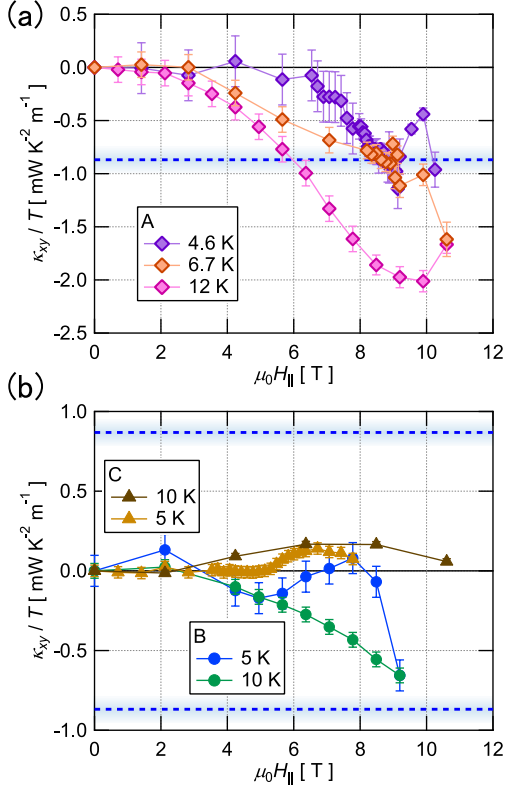 (a)
0.0
-0.5
-1.0
-1.5
-2.0
-2.5
κxy / T [ mW K-2 m-1 ]
A
4.6 K
6.7 K
12 K
0 2 4 6 8 10 12
μ0H|| [ T ]
(b)
1.0
0.5
0.0
-0.5
-1.0
κxy / T [ mW K-2 m-1 ]
C
10 K
5 K
B
5 K
10 K
0 2 4 6 8 10 12
μ0H|| [ T ]